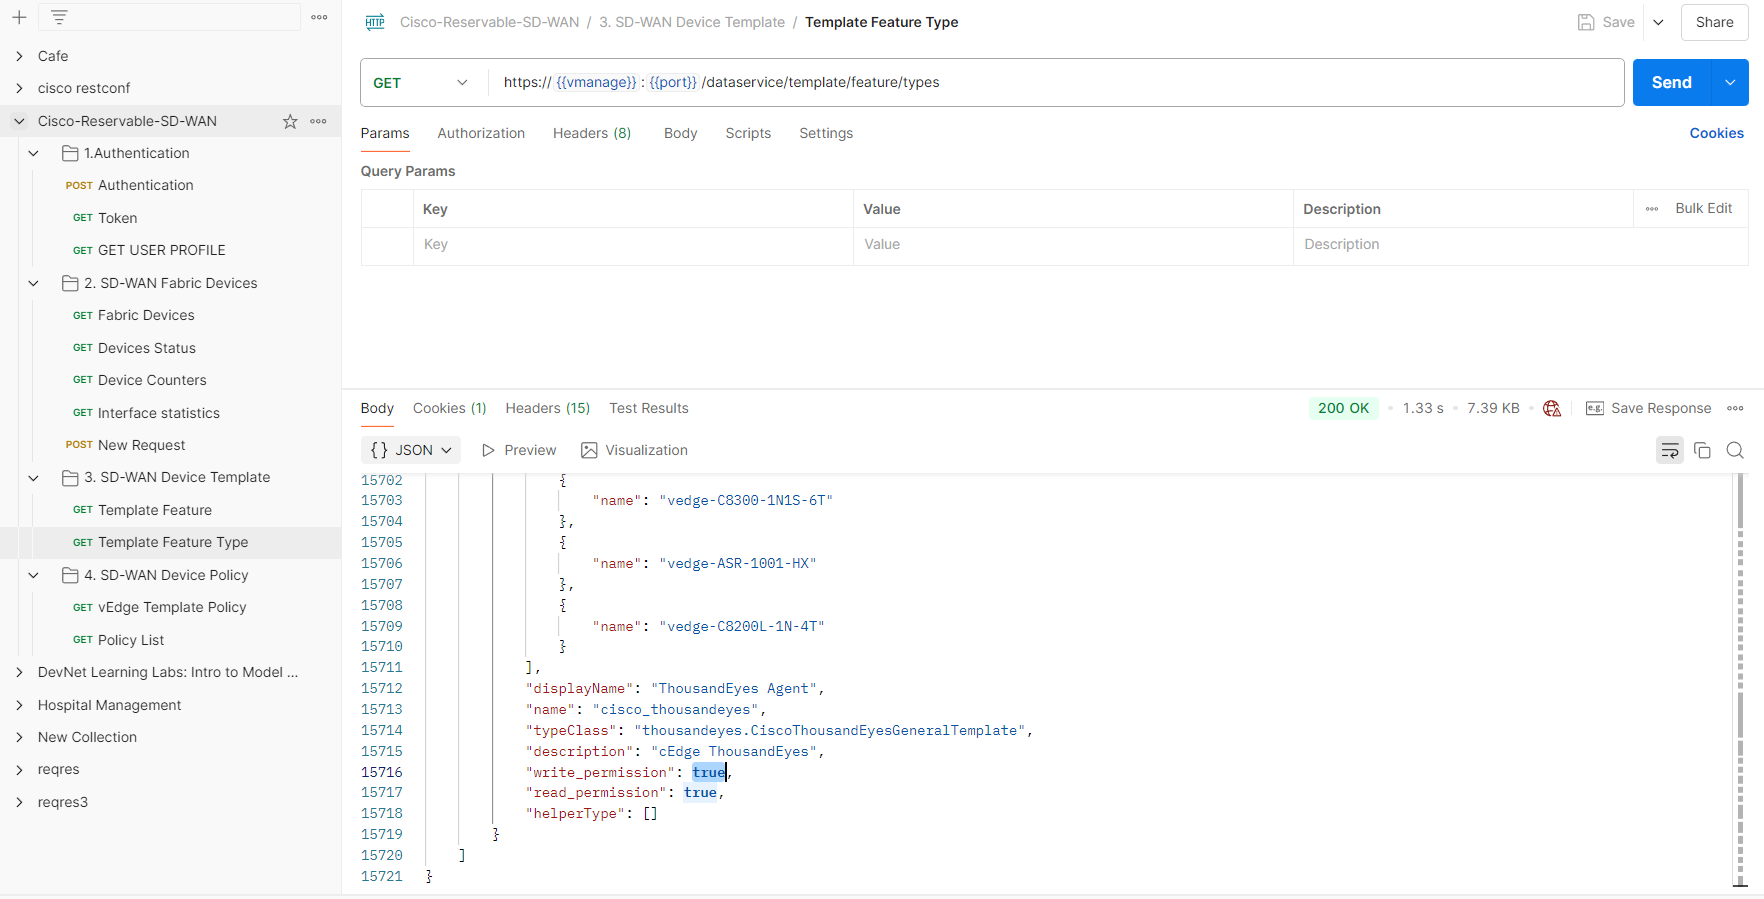 Cafe
cisco restconf
Cisco-Reservable-SD-WAN
1.Authentication
POST Authentication
GET Token
GET GET USER PROFILE
2. SD-WAN Fabric Devices
GET Fabric Devices
GET Devices Status
GET Device Counters
GET Interface statistics
POST New Request
3. SD-WAN Device Template
GET Template Feature
GET Template Feature Type
4. SD-WAN Device Policy
GET vEdge Template Policy
GET Policy List
DevNet Learning Labs: Intro to Model ...
Hospital Management
New Collection
reqres
reqres3
HTTP Cisco-Reservable-SD-WAN / 3. SD-WAN Device Template / Template Feature Type Save Share
GET https://{{vmanage}}:{{port}}/dataservice/template/feature/types Send
Params Authorization Headers (8) Body Scripts Settings Cookies
Query Params
Key Value Description Bulk Edit
Key Value Description
Body Cookies (1) Headers (15) Test Results 200 OK • 1.33 s • 7.39 KB • e.g. Save Response
{} JSON Preview Visualization
15702 {
15703 "name": "vedge-C8300-1N1S-6T"
15704 },
15705 {
15706 "name": "vedge-ASR-1001-HX"
15707 },
15708 {
15709 "name": "vedge-C8200L-1N-4T"
15710 }
15711 ],
15712 "displayName": "ThousandEyes Agent",
15713 "name": "cisco_thousandeyes",
15714 "typeClass": "thousandeyes.CiscoThousandEyesGeneralTemplate",
15715 "description": "cEdge ThousandEyes",
15716 "write_permission": true,
15717 "read_permission": true,
15718 "helperType": []
15719 }
15720 ]
15721 }